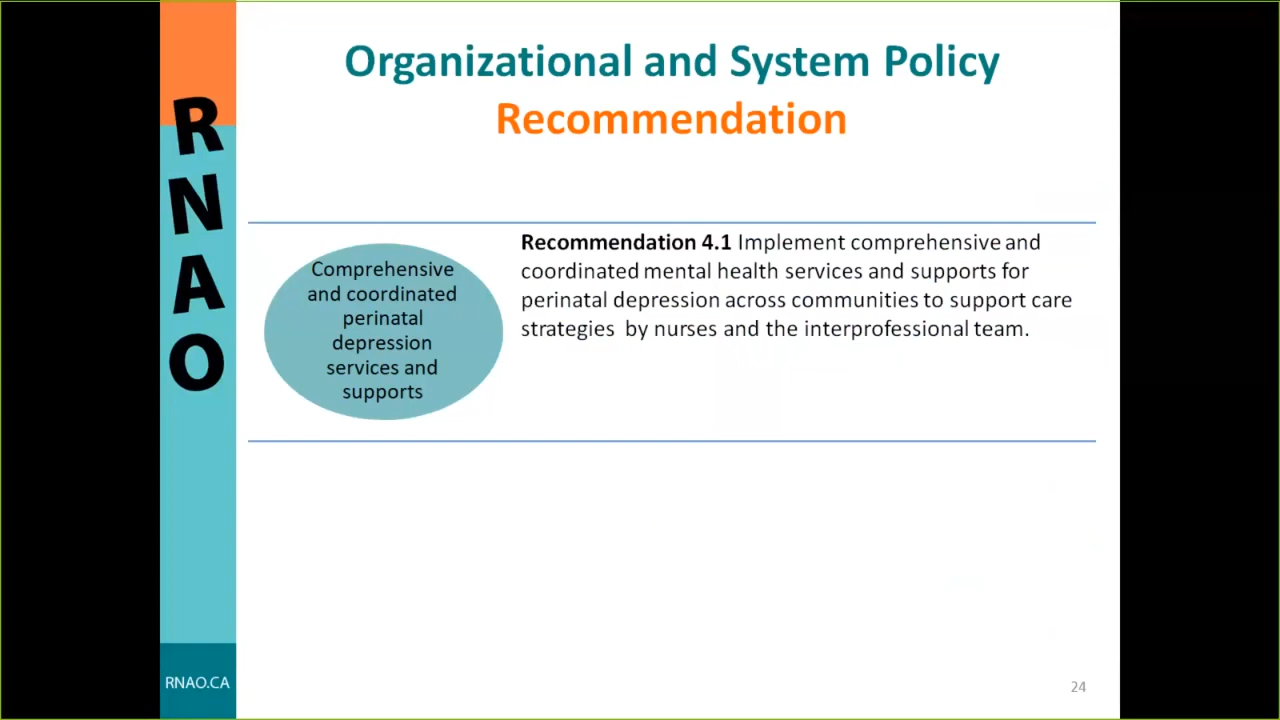 Organizational and System Policy
Recommendation
R
N
A
O
Comprehensive
and coordinated
perinatal
depression
services and
supports
Recommendation 4.1 Implement comprehensive and
coordinated mental health services and supports for
perinatal depression across communities to support care
strategies by nurses and the interprofessional team.
RNAO.CA
24